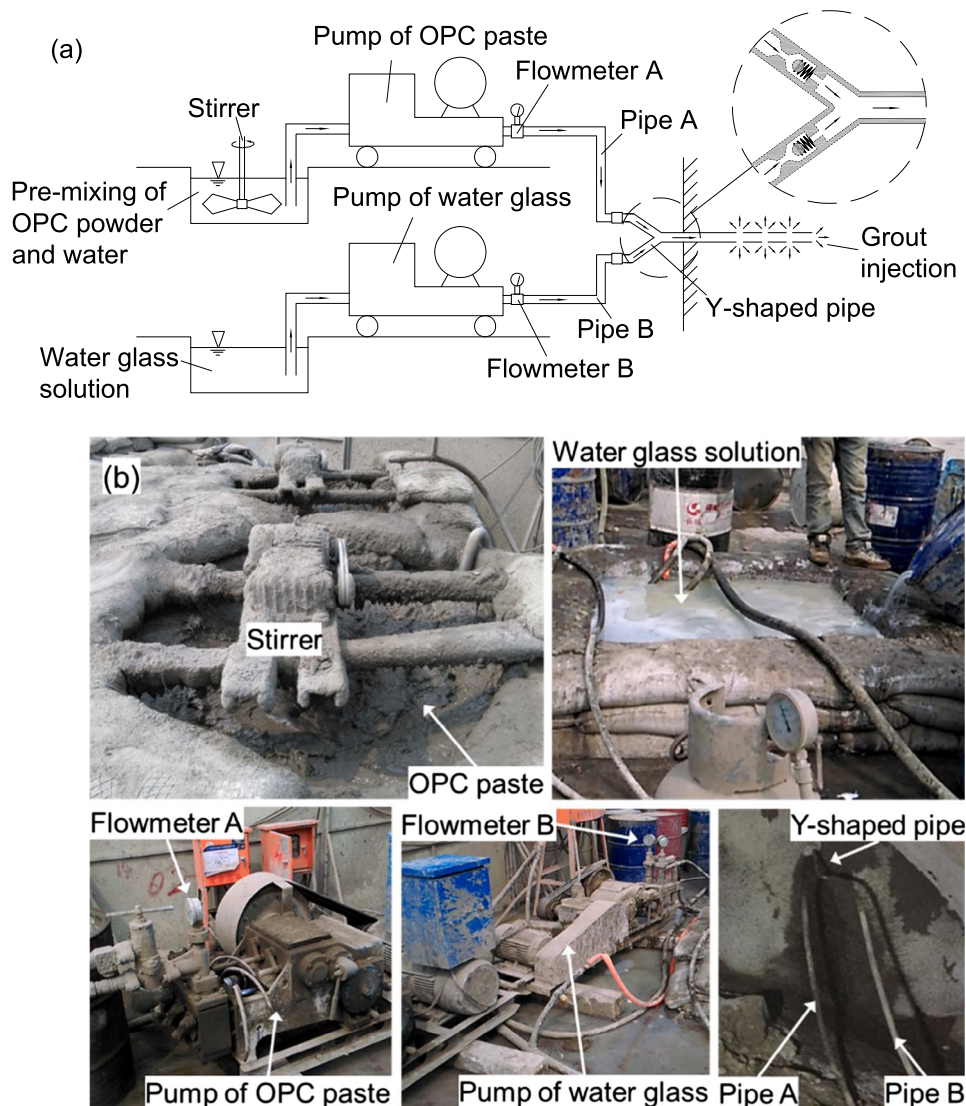 (a)
Pump of OPC paste
Flowmeter A
Stirrer
Pipe A
Pre-mixing of
OPC powder
and water
Pump of water glass
Grout
injection
Y-shaped pipe
Pipe B
Water glass
solution
Flowmeter B
(b)
Water glass solution
Stirrer
OPC paste
Flowmeter A
Flowmeter B
Y-shaped pipe
Pump of OPC paste
Pump of water glass
Pipe A
Pipe B